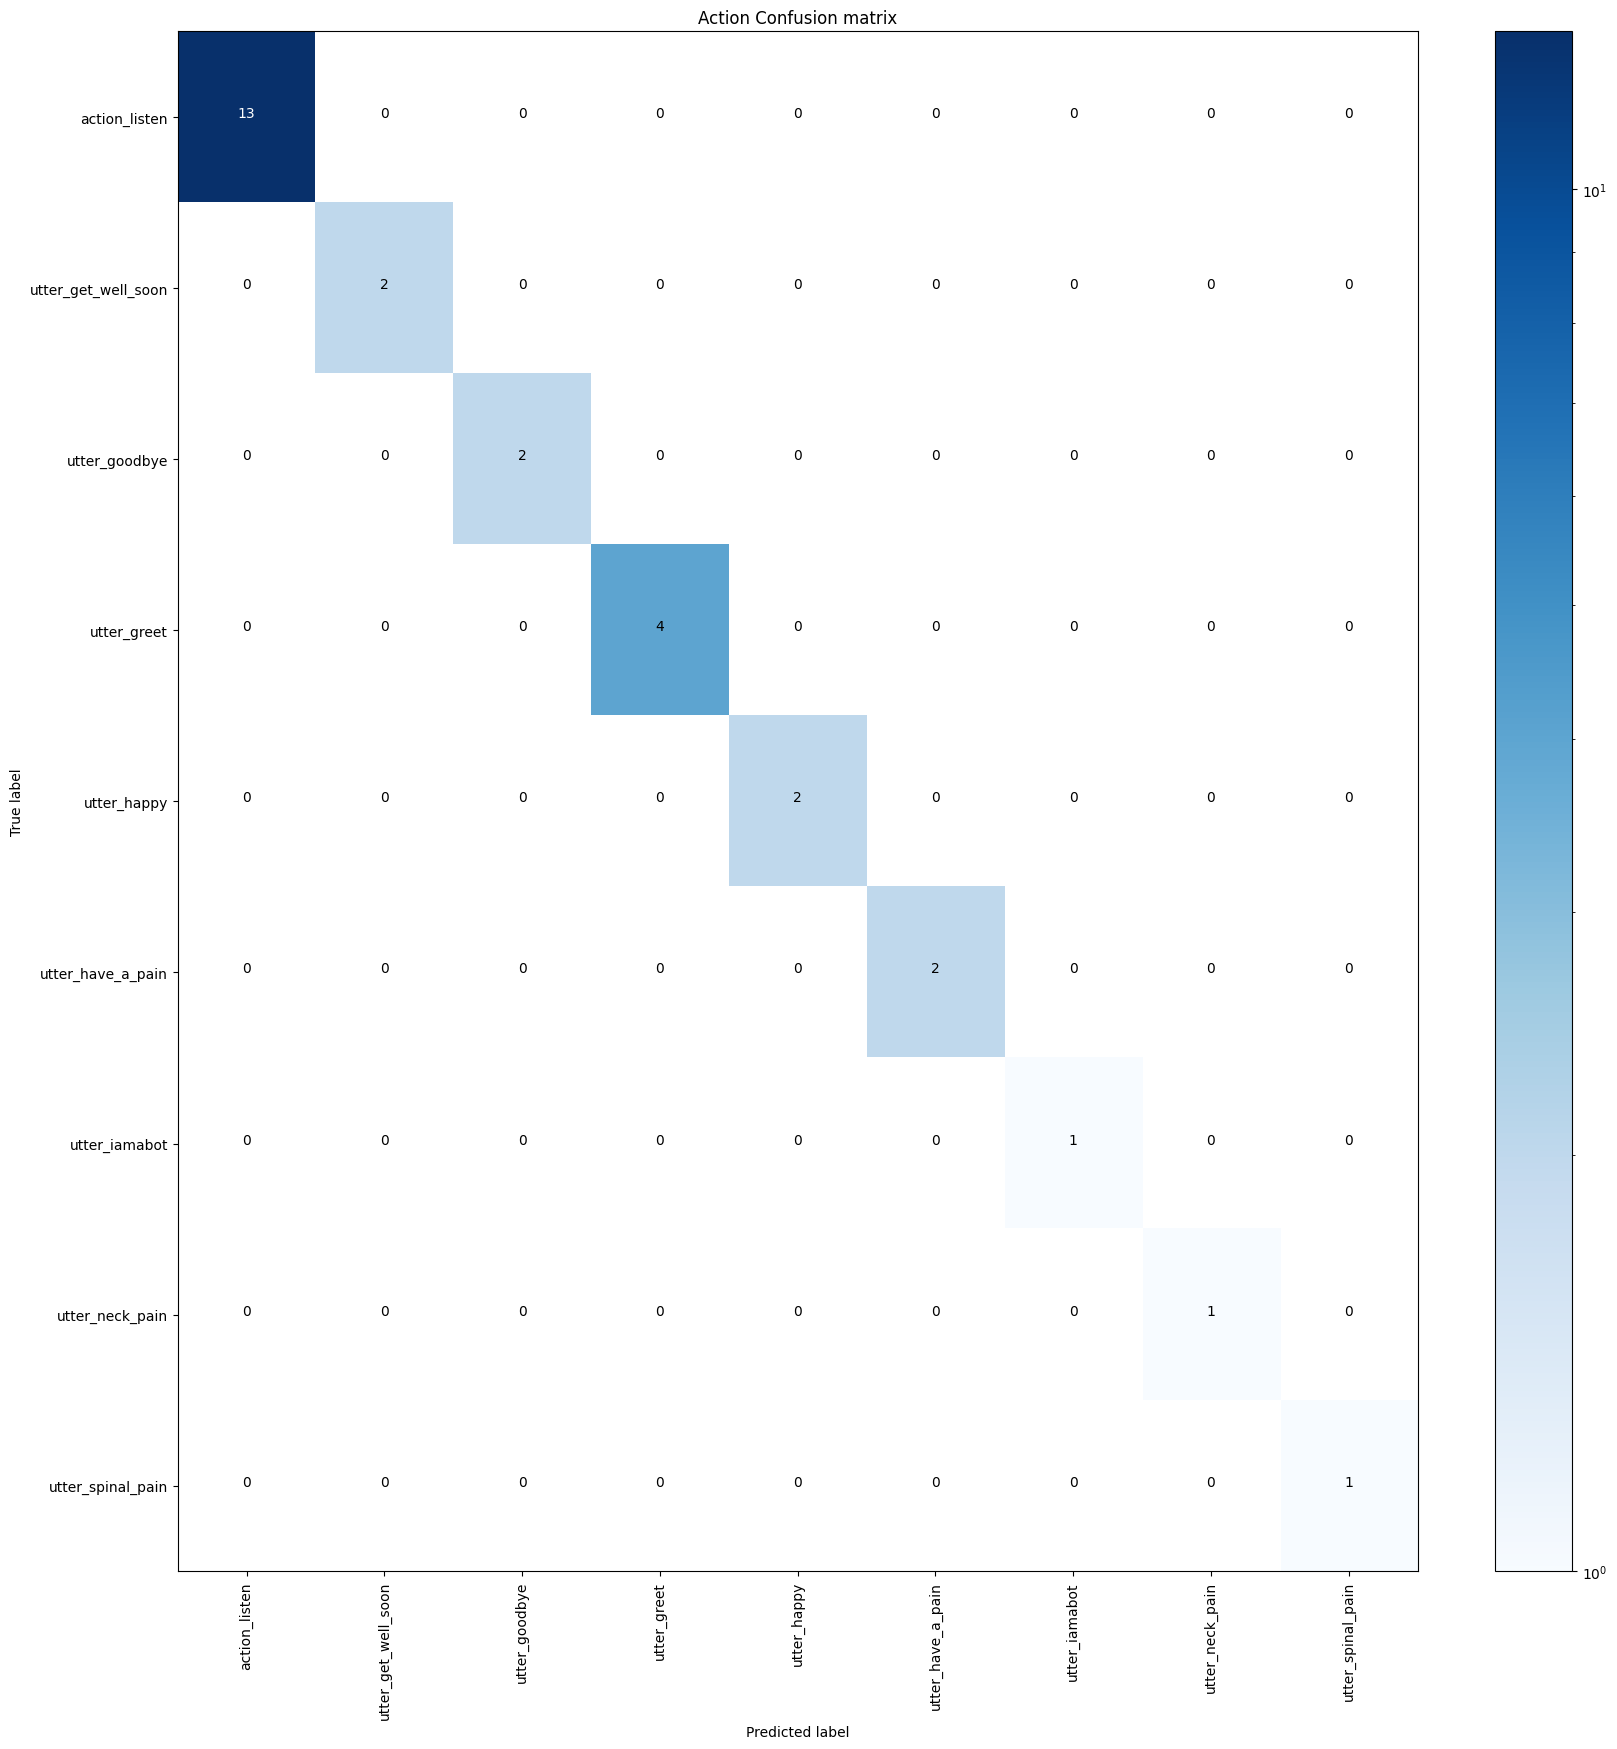 Action Confusion matrix
action_listen 13 0 0 0 0 0 0 0 0
10¹
utter_get_well_soon 0 2 0 0 0 0 0 0 0
utter_goodbye 0 0 2 0 0 0 0 0 0
utter_greet 0 0 0 4 0 0 0 0 0
True label
utter_happy 0 0 0 0 2 0 0 0 0
utter_have_a_pain 0 0 0 0 0 2 0 0 0
utter_iamabot 0 0 0 0 0 0 1 0 0
utter_neck_pain 0 0 0 0 0 0 0 1 0
utter_spinal_pain 0 0 0 0 0 0 0 0 1
10⁰
action_listen
utter_get_well_soon
utter_goodbye
utter_greet
utter_happy
utter_have_a_pain
utter_iamabot
utter_neck_pain
utter_spinal_pain
Predicted label